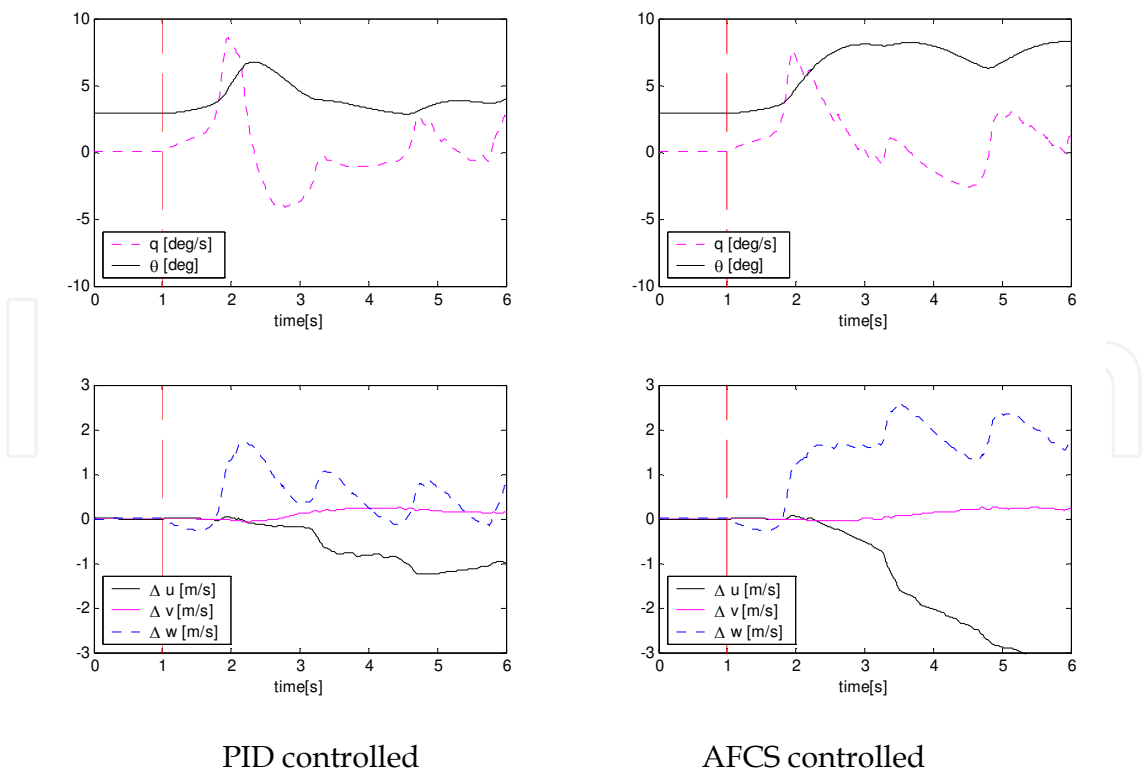 10
5
0
-5
-10
q [deg/s]
θ [deg]
0 1 2 3 4 5 6
time[s]
10
5
0
-5
-10
q [deg/s]
θ [deg]
0 1 2 3 4 5 6
time[s]
3
2
1
0
-1
-2
-3
Δ u [m/s]
Δ v [m/s]
Δ w [m/s]
0 1 2 3 4 5 6
time[s]
3
2
1
0
-1
-2
-3
Δ u [m/s]
Δ v [m/s]
Δ w [m/s]
0 1 2 3 4 5 6
time[s]
PID controlled
AFCS controlled